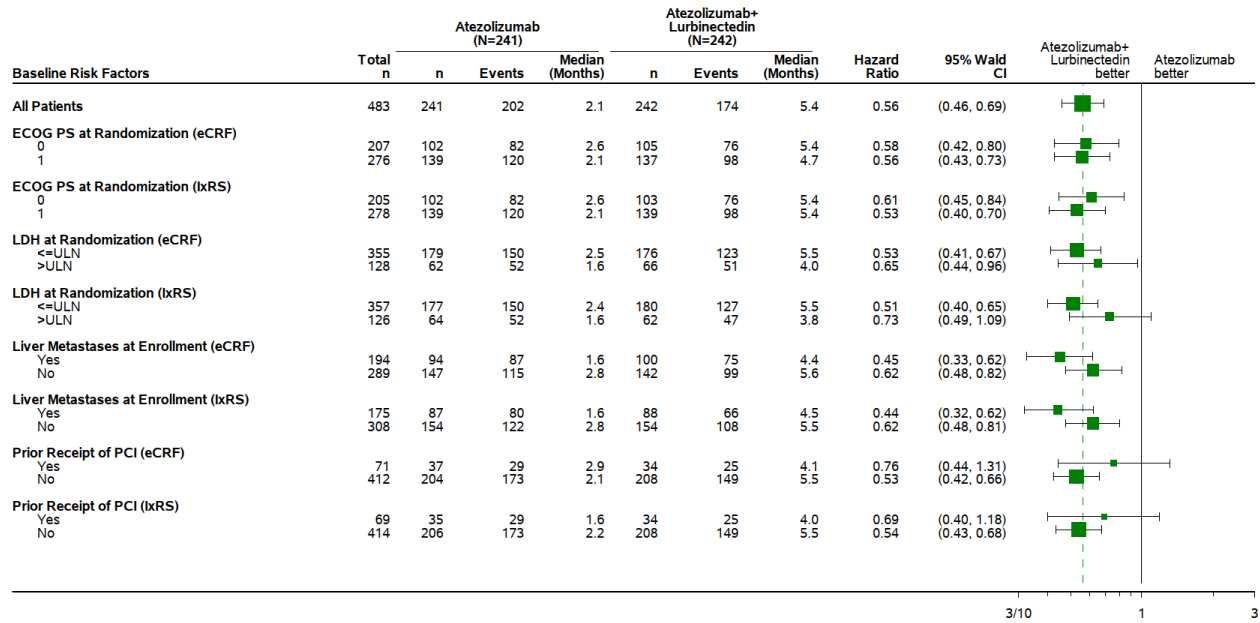 Atezolizumab (N=241) Atezolizumab+ Lurbinectedin (N=242)
Baseline Risk Factors Total n n Events Median (Months) n Events Median (Months) Hazard Ratio 95% Wald CI Atezolizumab+ Lurbinectedin better Atezolizumab better
All Patients 483 241 202 2.1 242 174 5.4 0.56 (0.46, 0.69)
ECOG PS at Randomization (eCRF)
0 207 102 82 2.6 105 76 5.4 0.58 (0.42, 0.80)
1 276 139 120 2.1 137 98 4.7 0.56 (0.43, 0.73)
ECOG PS at Randomization (IxRS)
0 205 102 82 2.6 103 76 5.4 0.61 (0.45, 0.84)
1 278 139 120 2.1 139 98 5.4 0.53 (0.40, 0.70)
LDH at Randomization (eCRF)
<=ULN 355 179 150 2.5 176 123 5.5 0.53 (0.41, 0.67)
>ULN 128 62 52 1.6 66 51 4.0 0.65 (0.44, 0.96)
LDH at Randomization (IxRS)
<=ULN 357 177 150 2.4 180 127 5.5 0.51 (0.40, 0.65)
>ULN 126 64 52 1.6 62 47 3.8 0.73 (0.49, 1.09)
Liver Metastases at Enrollment (eCRF)
Yes 194 94 87 1.6 100 75 4.4 0.45 (0.33, 0.62)
No 289 147 115 2.8 142 99 5.6 0.62 (0.48, 0.82)
Liver Metastases at Enrollment (IxRS)
Yes 175 87 80 1.6 88 66 4.5 0.44 (0.32, 0.62)
No 308 154 122 2.8 154 108 5.5 0.62 (0.48, 0.81)
Prior Receipt of PCI (eCRF)
Yes 71 37 29 2.9 34 25 4.1 0.76 (0.44, 1.31)
No 412 204 173 2.1 208 149 5.5 0.53 (0.42, 0.66)
Prior Receipt of PCI (IxRS)
Yes 69 35 29 1.6 34 25 4.0 0.69 (0.40, 1.18)
No 414 206 173 2.2 208 149 5.5 0.54 (0.43, 0.68)
3/10 1 3